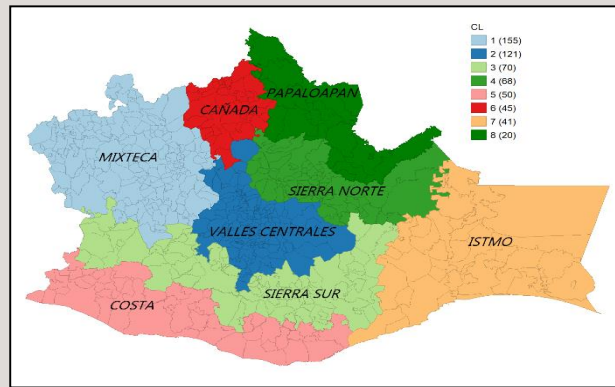 CL
1 (155)
2 (121)
3 (70)
4 (68)
5 (50)
6 (45)
7 (41)
8 (20)
PAPALOAPAN
CAÑADA
MIXTECA
SIERRA NORTE
VALLES CENTRALES
ISTMO
SIERRA SUR
COSTA